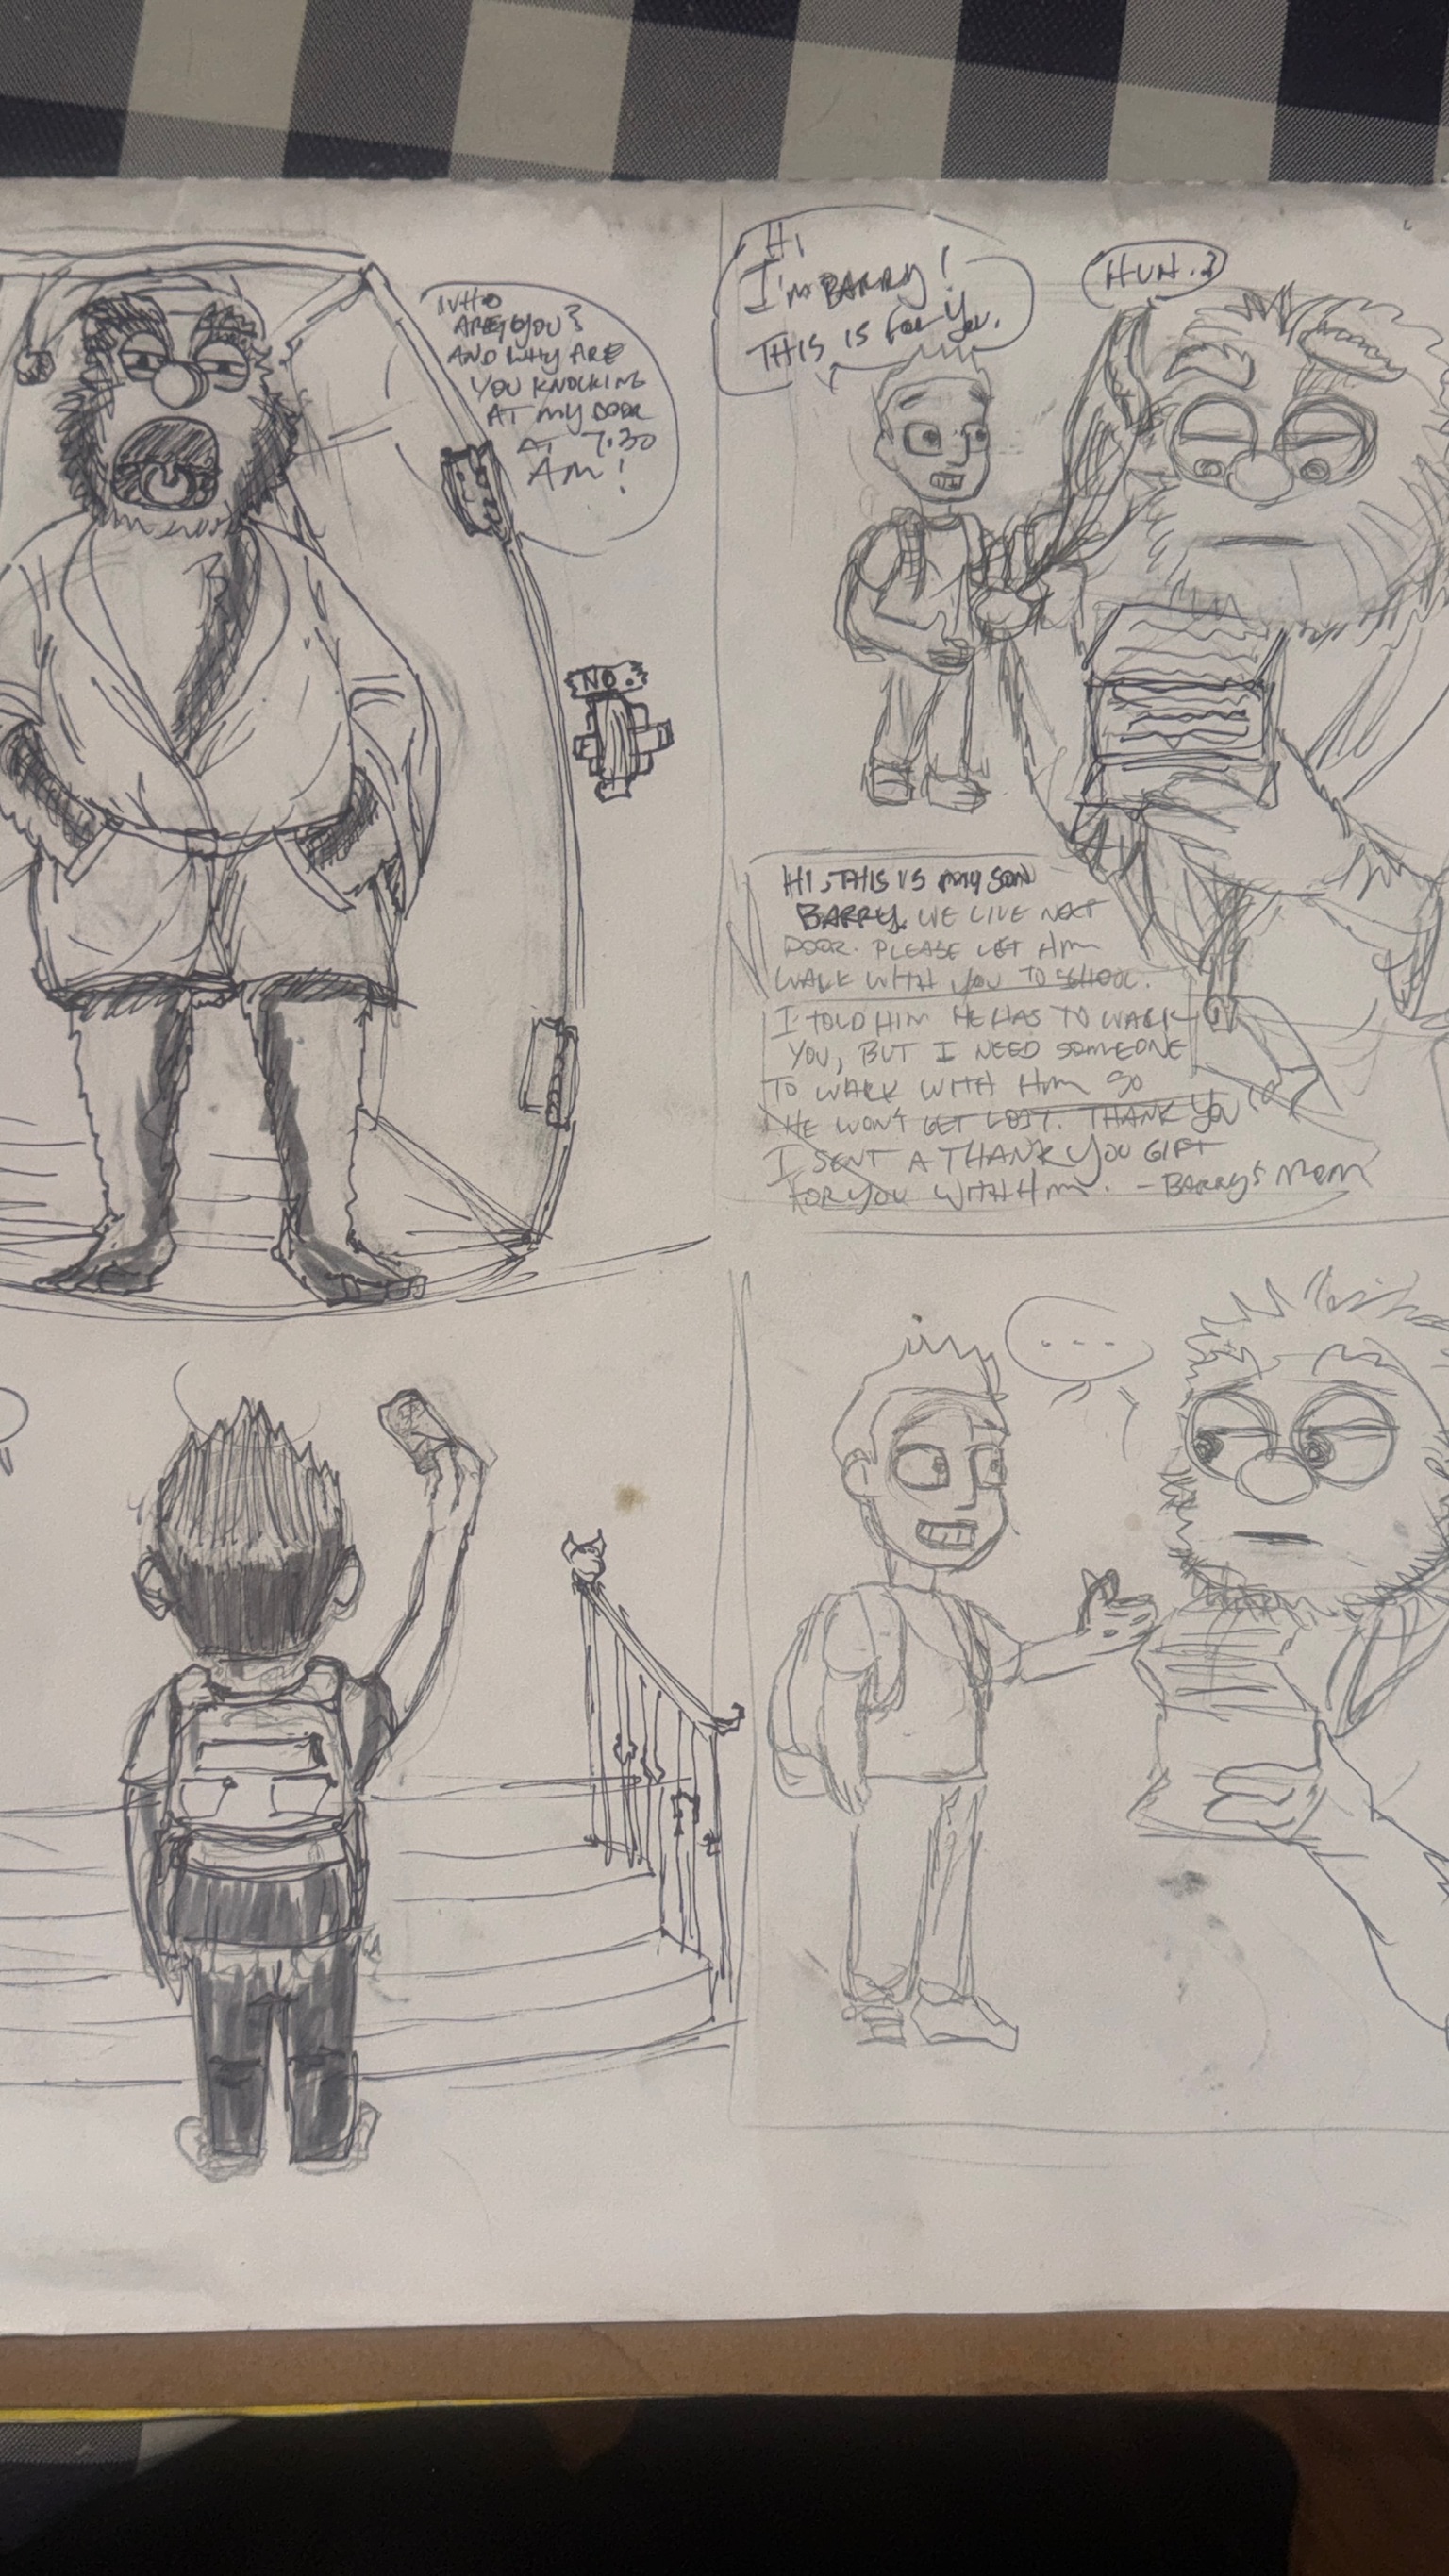 WHO
ARE YOU?
AND WHY ARE
YOU KNOCKING
AT MY DOOR
AT 7:30
AM!
NO.
HI
I'M BARRY!
THIS IS FOR YOU.
HUH.?
HI, THIS IS MY SON
BARRY. WE LIVE NEXT
DOOR. PLEASE LET HIM
WALK WITH YOU TO SCHOOL.
I TOLD HIM HE HAS TO WALK
YOU, BUT I NEED SOMEONE
TO WALK WITH HIM SO
HE WON'T GET LOST. THANK YOU
I SENT A THANK YOU GIFT
FOR YOU WITH HIM. - BARRY'S MOM
...